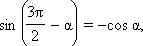 sin (3π/2 − α) = −cos α,